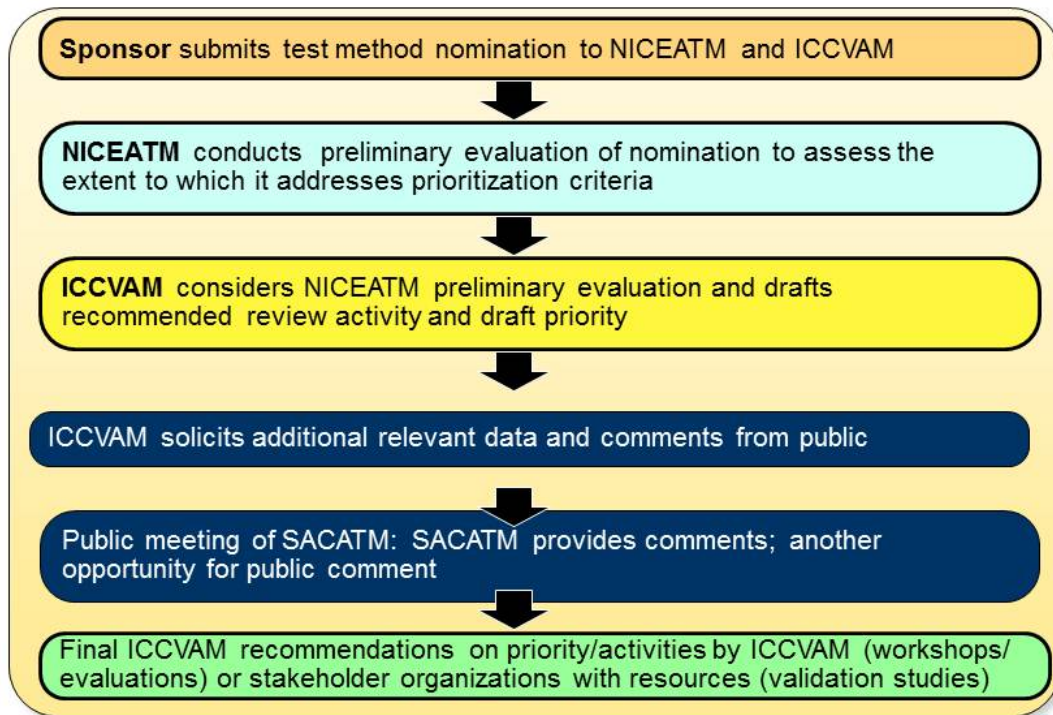 Sponsor submits test method nomination to NICEATM and ICCVAM
NICEATM conducts preliminary evaluation of nomination to assess the
extent to which it addresses prioritization criteria
ICCVAM considers NICEATM preliminary evaluation and drafts
recommended review activity and draft priority
ICCVAM solicits additional relevant data and comments from public
Public meeting of SACATM: SACATM provides comments; another
opportunity for public comment
Final ICCVAM recommendations on priority/activities by ICCVAM (workshops/
evaluations) or stakeholder organizations with resources (validation studies)